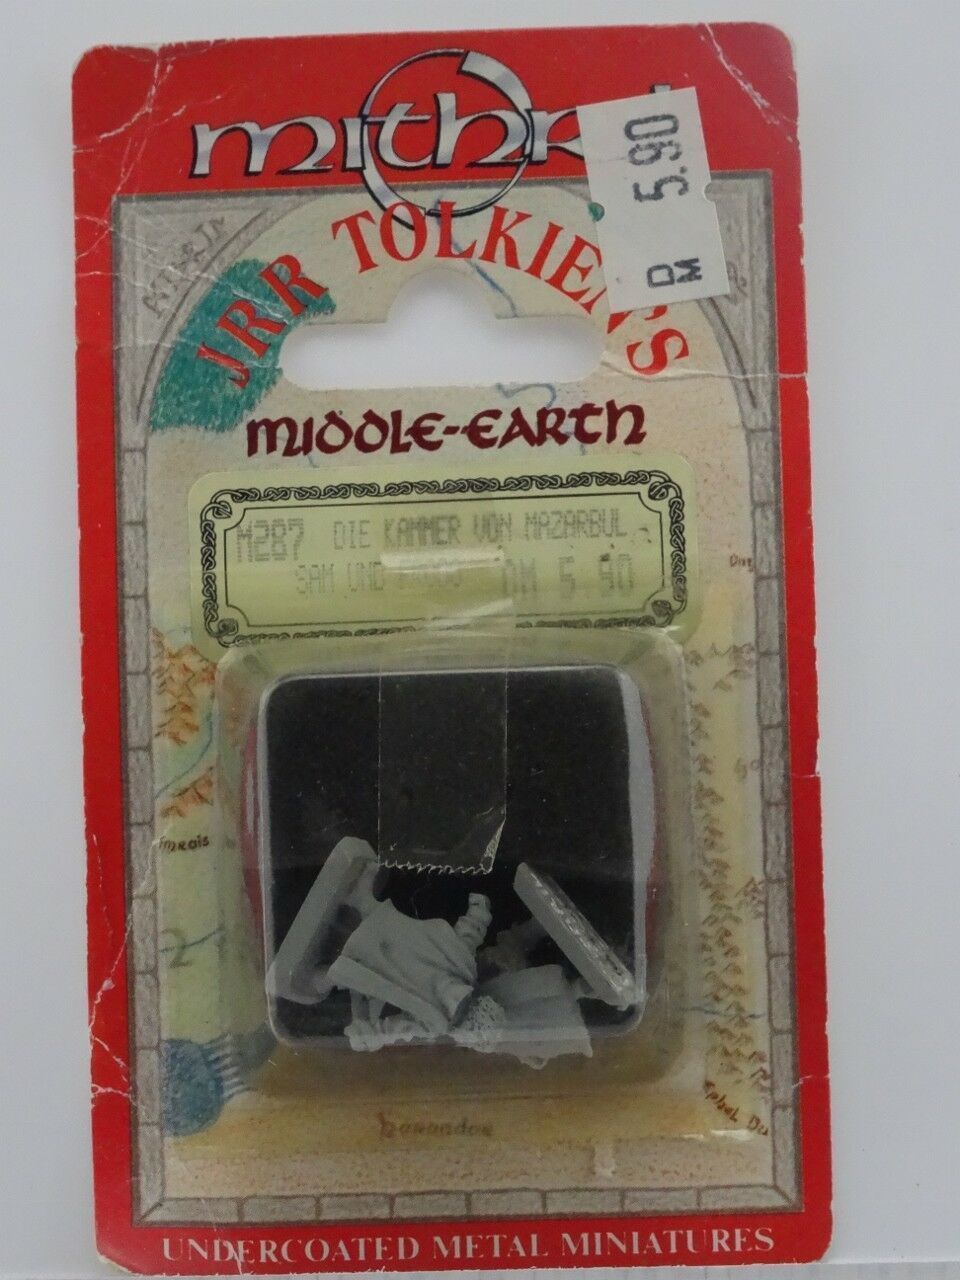 mithr
5.90
DM
JRR TOLKIEN'S
MIDDLE-EARTH
M287 DIE KAMMER VON MAZARBUL
SAM UND DM 5.90
UNDERCOATED METAL MINIATURES